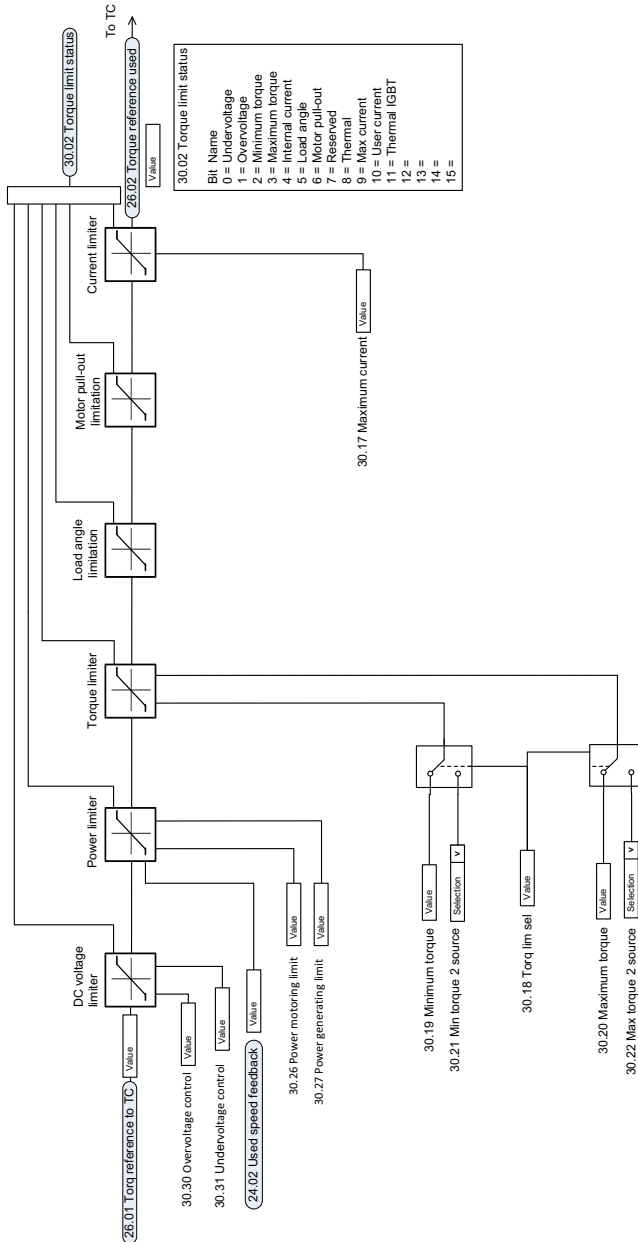 26.01 Torq reference to TC
Value
30.30 Overvoltage control
Value
30.31 Undervoltage control
Value
24.02 Used speed feedback
Value
30.26 Power motoring limit
Value
30.27 Power generating limit
Value
DC voltage
limiter
Power limiter
Torque limiter
Load angle
limitation
Motor pull-out
limitation
Current limiter
30.19 Minimum torque
Value
30.21 Min torque 2 source
Selection
v
30.18 Torq lim sel
Value
30.20 Maximum torque
Value
30.22 Max torque 2 source
Selection
v
30.17 Maximum current
Value
30.02 Torque limit status
26.02 Torque reference used
To TC
Value
30.02 Torque limit status
Bit Name
0 = Undervoltage
1 = Overvoltage
2 = Minimum torque
3 = Maximum torque
4 = Internal current
5 = Load angle
6 = Motor pull-out
7 = Reserved
8 = Thermal
9 = Max current
10 = User current
11 = Thermal IGBT
12 =
13 =
14 =
15 =